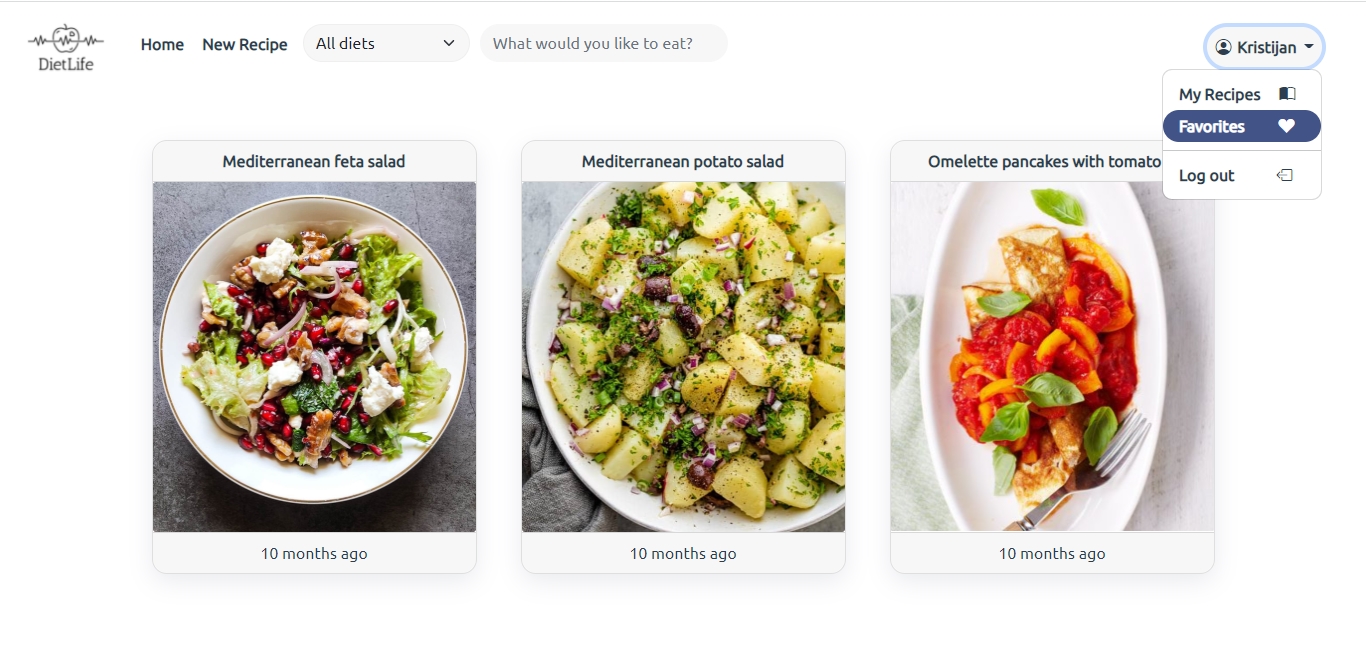 DietLife
Home
New Recipe
All diets
What would you like to eat?
Kristijan
My Recipes
Favorites
Log out
Mediterranean feta salad
Mediterranean potato salad
Omelette pancakes with tomato
10 months ago
10 months ago
10 months ago